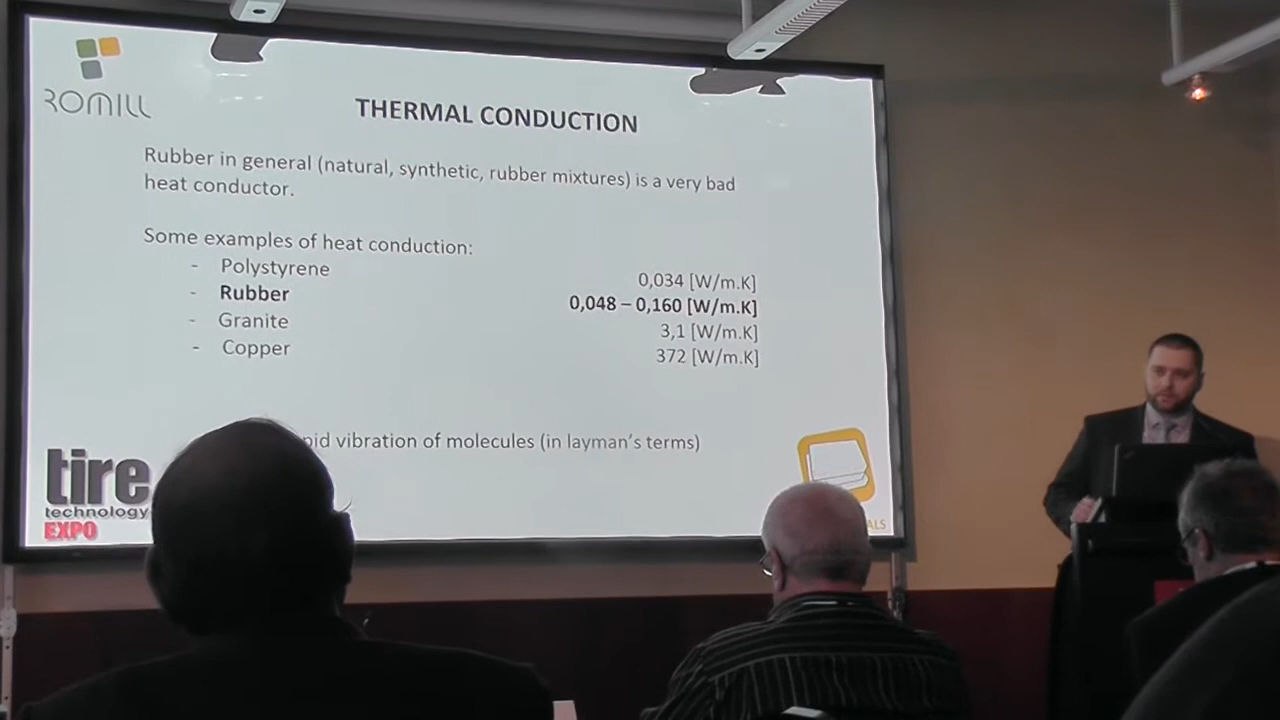 ROMILL
THERMAL CONDUCTION
Rubber in general (natural, synthetic, rubber mixtures) is a very bad
heat conductor.
Some examples of heat conduction:
- Polystyrene 0,034 [W/m.K]
- Rubber 0,048 – 0,160 [W/m.K]
- Granite 3,1 [W/m.K]
- Copper 372 [W/m.K]
vibration of molecules (in layman's terms)
tire
technology
EXPO